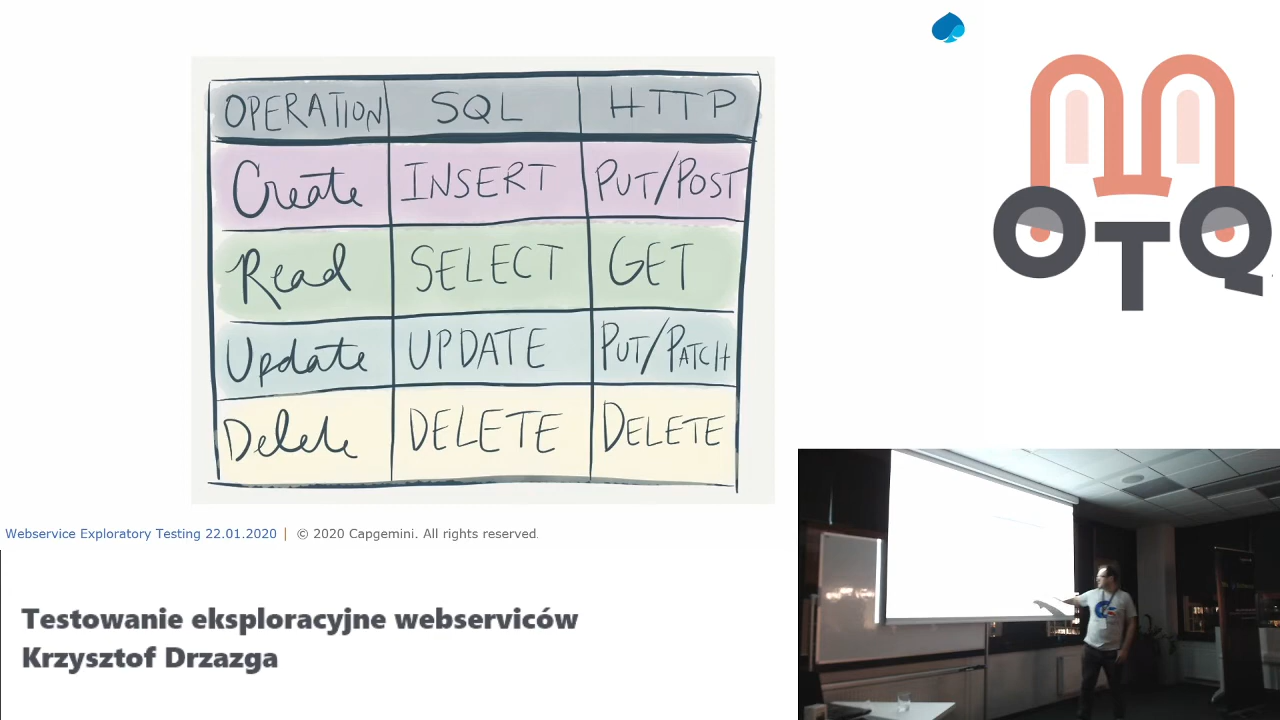 OPERATION SQL HTTP
Create INSERT PUT/POST
Read SELECT GET
Update UPDATE PUT/PATCH
Delete DELETE DELETE
OTQ
Webservice Exploratory Testing 22.01.2020 | © 2020 Capgemini. All rights reserved.
Testowanie eksploracyjne webserviców
Krzysztof Drzazga